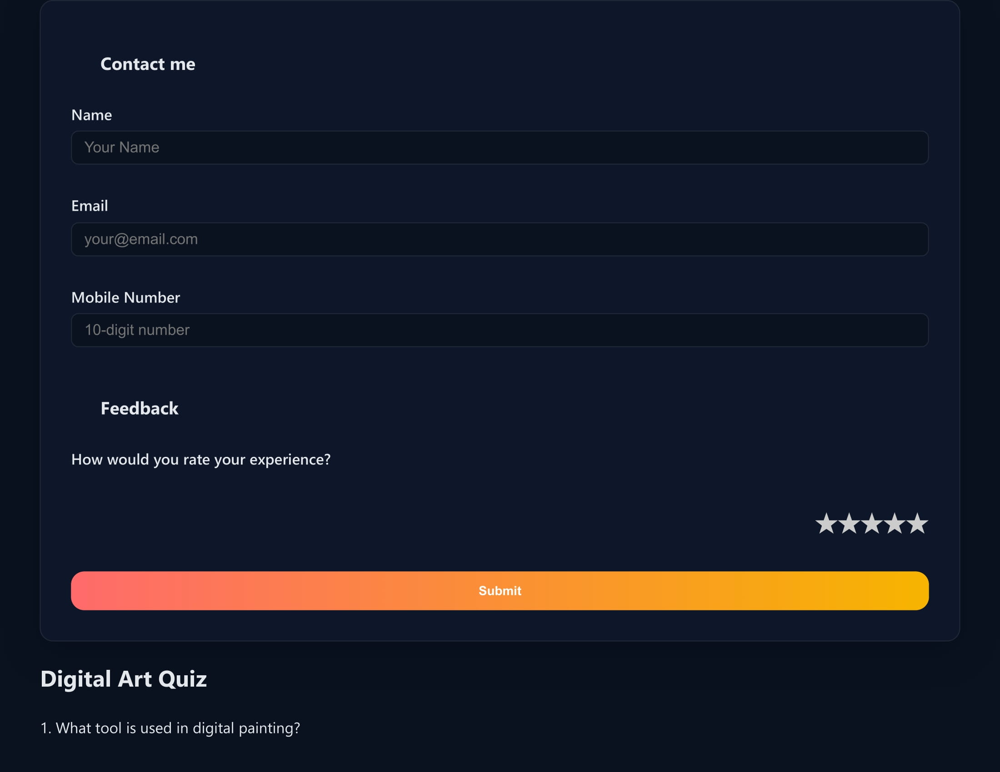 Contact me
Name
Your Name
Email
your@email.com
Mobile Number
10-digit number
Feedback
How would you rate your experience?
★★★★★
Submit
Digital Art Quiz
1. What tool is used in digital painting?